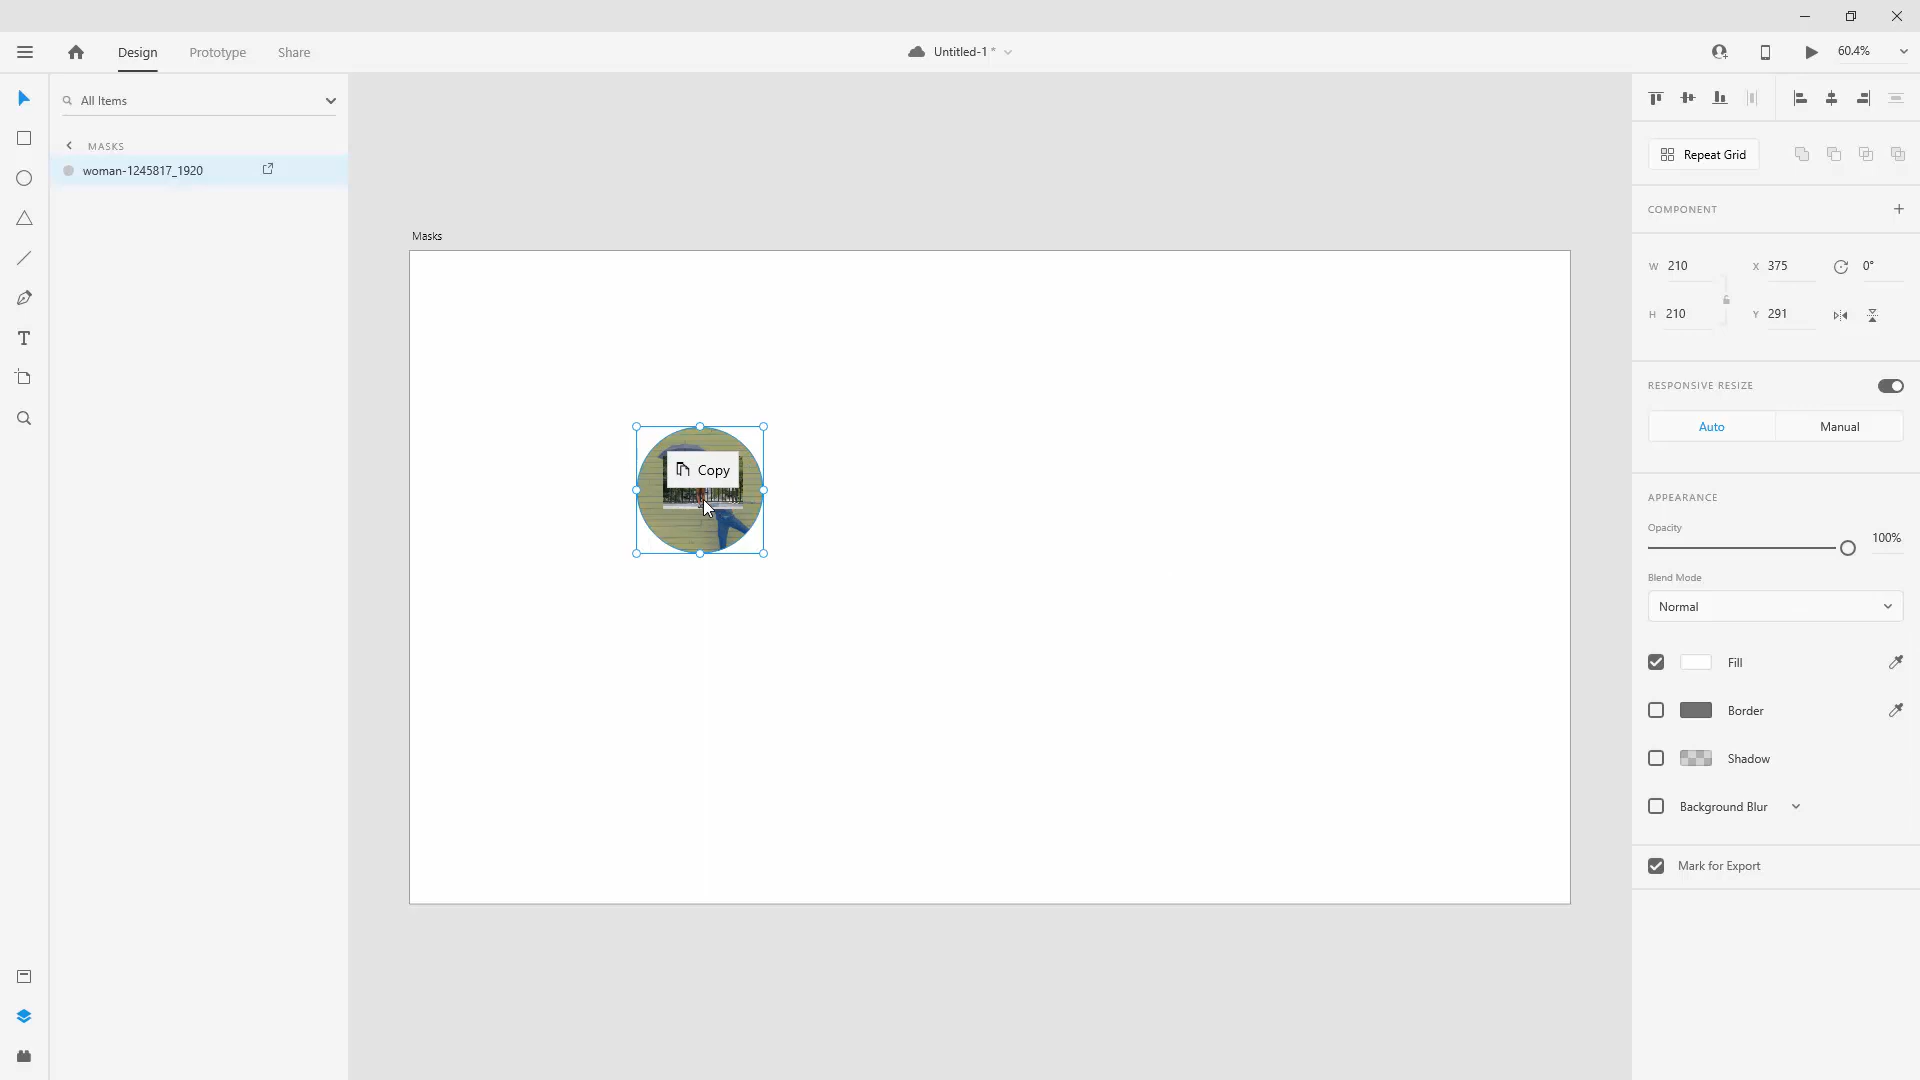 Design Prototype Share
Untitled-1 *
60.4%
All Items
MASKS
woman-1245817_1920
Masks
Copy
Repeat Grid
COMPONENT
W 210 X 375 0°
H 210 Y 291
RESPONSIVE RESIZE
Auto Manual
APPEARANCE
Opacity
100%
Blend Mode
Normal
Fill
Border
Shadow
Background Blur
Mark for Export